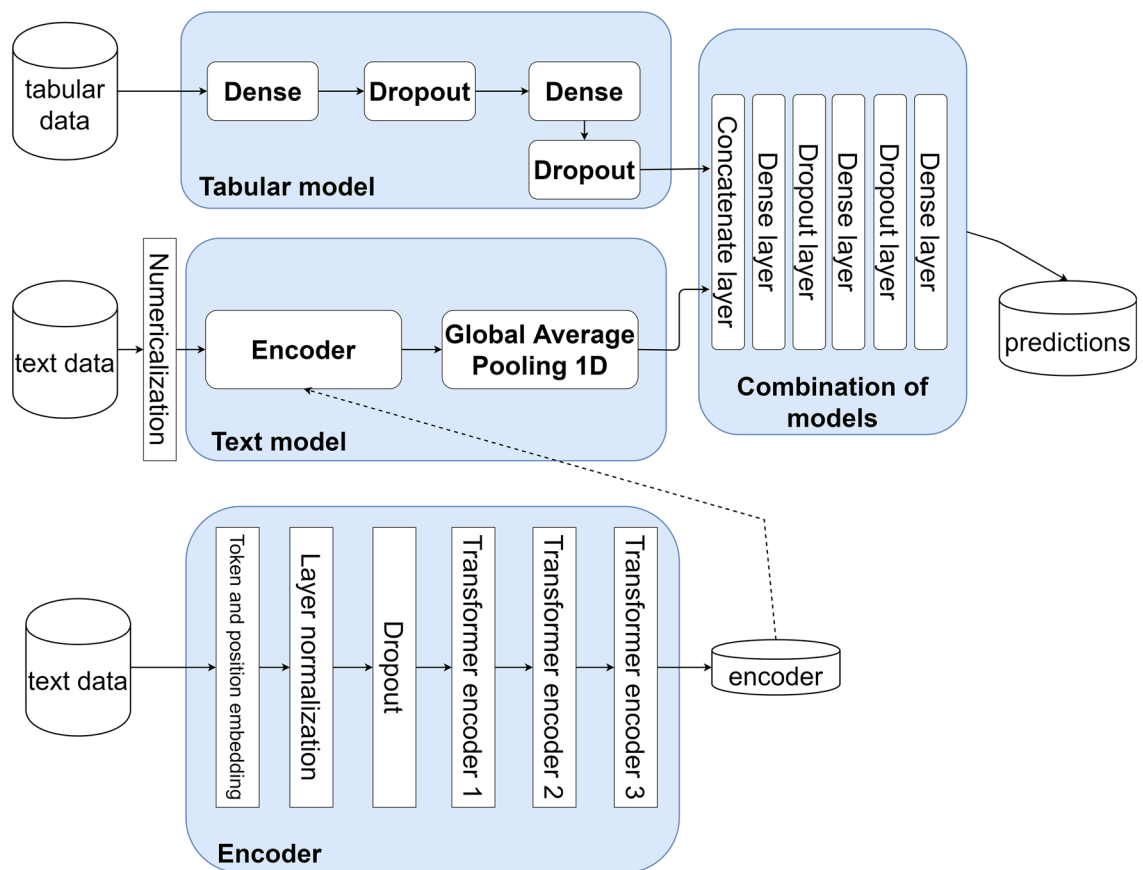 tabular
data
Dense
Dropout
Dense
Dropout
Tabular model
text data
Numericalization
Encoder
Global Average
Pooling 1D
Text model
Concatenate layer
Dense layer
Dropout layer
Dense layer
Dropout layer
Dense layer
Combination of
models
predictions
text data
Token and position embedding
Layer normalization
Dropout
Transformer encoder 1
Transformer encoder 2
Transformer encoder 3
Encoder
encoder